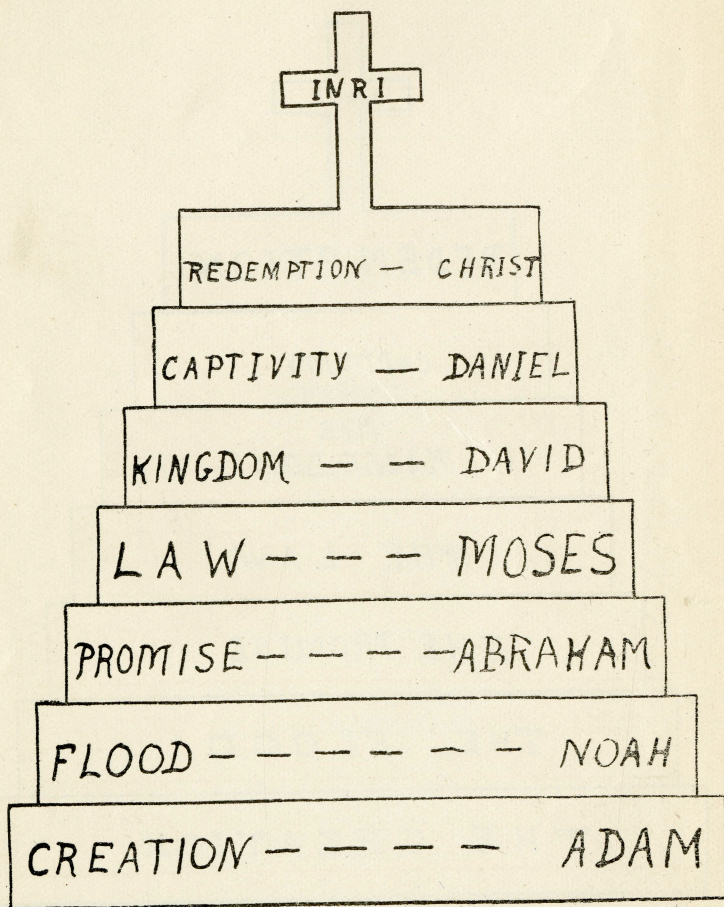 INRI
REDEMPTION — CHRIST
CAPTIVITY — DANIEL
KINGDOM — — DAVID
LAW — — — MOSES
PROMISE — — — — ABRAHAM
FLOOD — — — — — — NOAH
CREATION — — — — ADAM